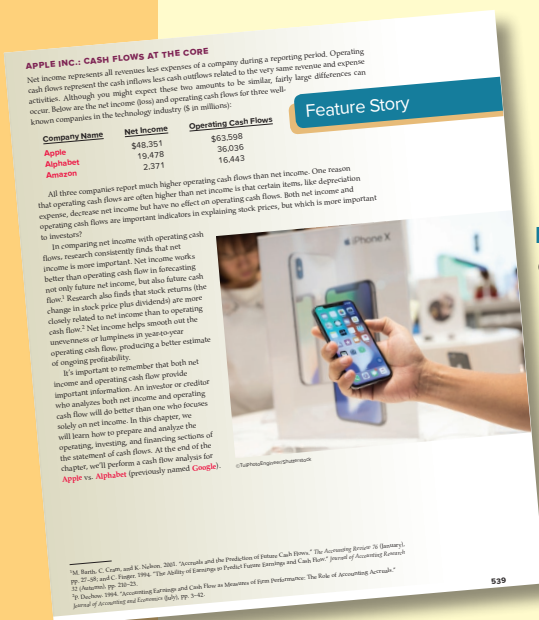 APPLE INC.: CASH FLOWS AT THE CORE
Net income represents all revenues less expenses of a company during a reporting period. Operating
cash flows represent the cash inflows less cash outflows related to the very same revenue and expense
activities. Although you might expect these two amounts to be similar, fairly large differences can
occur. Below are the net income (loss) and operating cash flows for three well-
known companies in the technology industry ($ in millions):
Feature Story
Company Name Net Income Operating Cash Flows
Apple $48,351 $63,598
Alphabet 19,478 36,036
Amazon 2,371 16,443
All three companies report much higher operating cash flows than net income. One reason
that operating cash flows are often higher than net income is that certain items, like depreciation
expense, decrease net income but have no effect on operating cash flows. Both net income and
operating cash flows are important indicators in explaining stock prices, but which is more important
to investors?
In comparing net income with operating cash
flows, research consistently finds that net
income is more important. Net income works
better than operating cash flow in forecasting
not only future net income, but also future cash
flow.¹ Research also finds that stock returns (the
change in stock price plus dividends) are more
closely related to net income than to operating
cash flow.² Net income helps smooth out the
unevenness or lumpiness in year-to-year
operating cash flow, producing a better estimate
of ongoing profitability.
It's important to remember that both net
income and operating cash flow provide
important information. An investor or creditor
who analyzes both net income and operating
cash flow will do better than one who focuses
solely on net income. In this chapter, we
will learn how to prepare and analyze the
operating, investing, and financing sections of
the statement of cash flows. At the end of the
chapter, we'll perform a cash flow analysis for
Apple vs. Alphabet (previously named Google).
iPhone X
©TulPhotoEngineer/Shutterstock
¹M. Barth, C. Cram, and K. Nelson. 2001. "Accruals and the Prediction of Future Cash Flows." The Accounting Review 76 (January),
pp. 27–58; and C. Finger. 1994. "The Ability of Earnings to Predict Future Earnings and Cash Flow." Journal of Accounting Research
32 (Autumn), pp. 210–23.
²P. Dechow. 1994. "Accounting Earnings and Cash Flow as Measures of Firm Performance: The Role of Accounting Accruals."
Journal of Accounting and Economics (July), pp. 3–42.
539